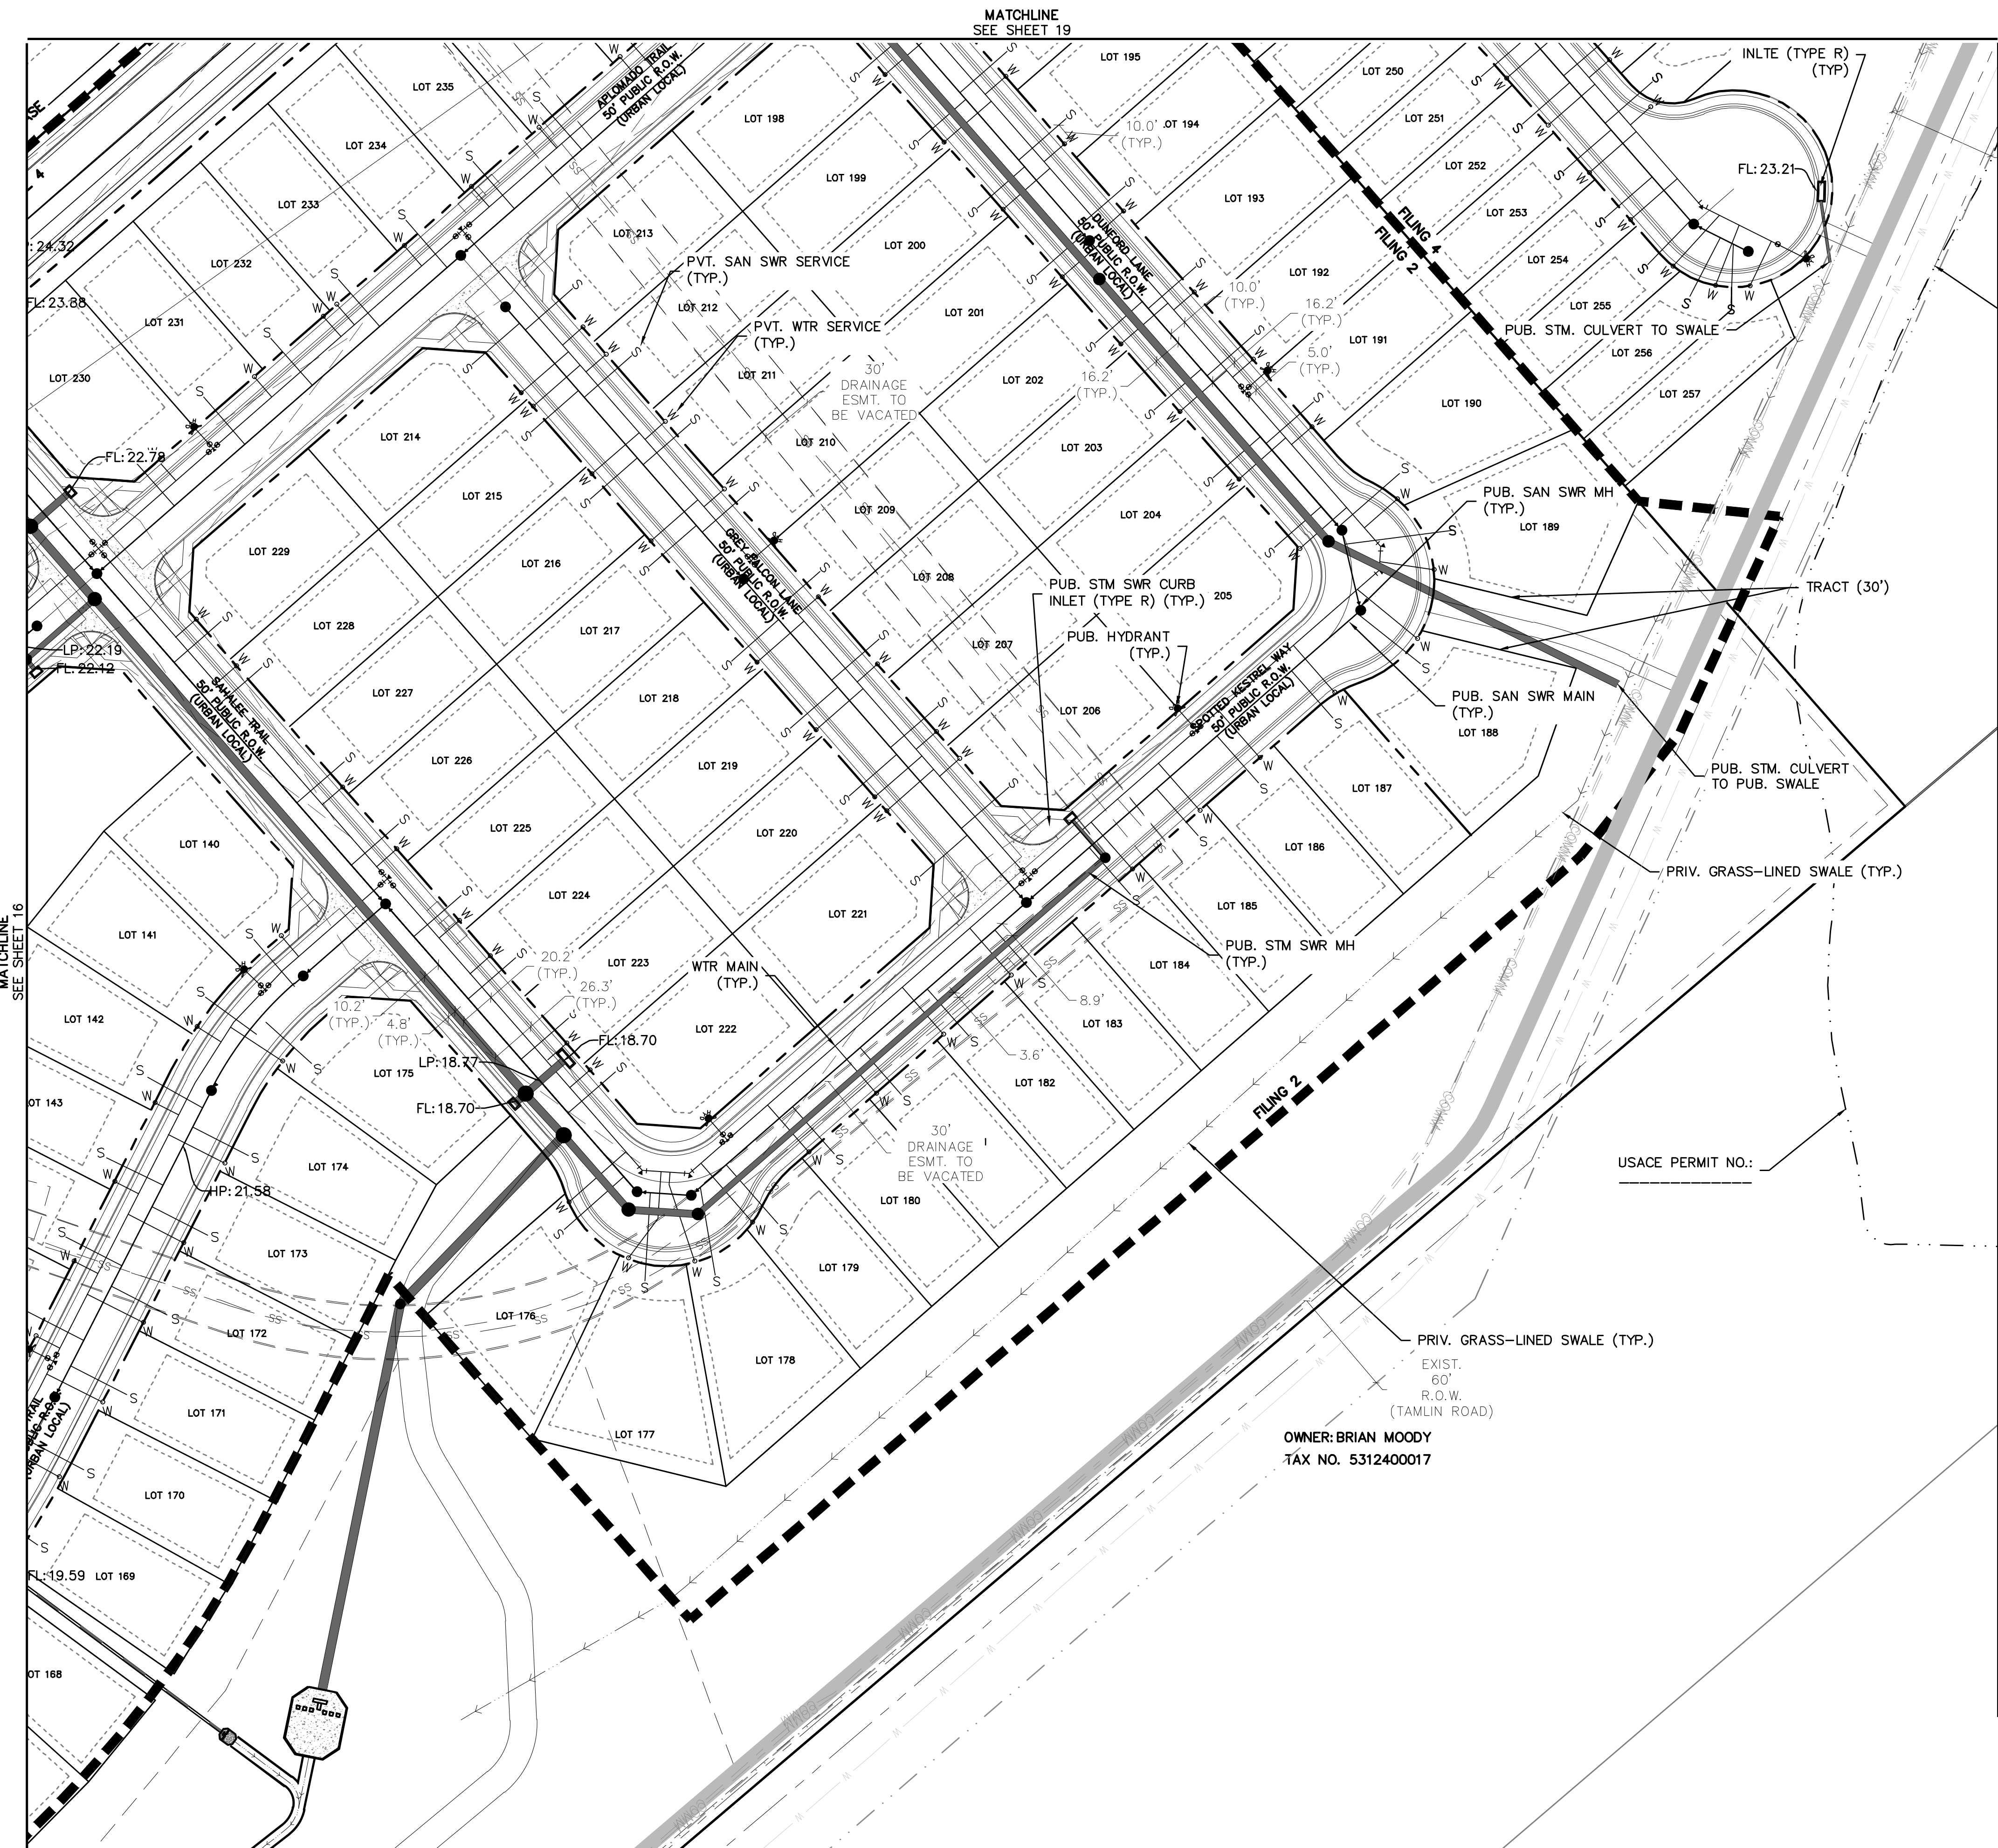 MATCHLINE
SEE SHEET 19
INLTE (TYPE R)
(TYP)
LOT 195
LOT 250
LOT 235
APLOMADO TRAIL
50' PUBLIC R.O.W.
(URBAN LOCAL)
LOT 198
10.0'
(TYP.)
OT 194
LOT 251
LOT 234
LOT 252
FL: 23.21
LOT 199
LOT 193
LOT 233
LOT 253
FILING 4
FILING 2
LOT 213
DUNFORD LANE
50' PUBLIC R.O.W.
(URBAN LOCAL)
LOT 200
: 24.32
LOT 232
PVT. SAN SWR SERVICE
(TYP.)
LOT 254
LOT 192
10.0'
(TYP.)
16.2'
(TYP.)
FL: 23.88
LOT 212
LOT 255
LOT 231
LOT 201
PVT. WTR SERVICE
(TYP.)
PUB. STM. CULVERT TO SWALE
LOT 191
5.0'
(TYP.)
LOT 256
LOT 230
LOT 211
30'
DRAINAGE
ESMT. TO
BE VACATED
LOT 202
16.2'
(TYP.)
LOT 257
LOT 190
LOT 214
LOT 210
LOT 203
FL: 22.78
LOT 215
PUB. SAN SWR MH
(TYP.)
LOT 209
LOT 204
LOT 189
LOT 229
GREY FALCON LANE
50' PUBLIC R.O.W.
(URBAN LOCAL)
LOT 216
LOT 208
PUB. STM SWR CURB
INLET (TYPE R) (TYP.)
205
TRACT (30')
LOT 228
LOT 217
LOT 207
PUB. HYDRANT
(TYP.)
LP: 22.19
FL: 22.12
SAHALEE TRAIL
50' PUBLIC R.O.W.
(URBAN LOCAL)
SPOTTED KESTREL WAY
50' PUBLIC R.O.W.
(URBAN LOCAL)
LOT 227
LOT 218
LOT 206
PUB. SAN SWR MAIN
(TYP.)
LOT 188
LOT 226
LOT 219
PUB. STM. CULVERT
TO PUB. SWALE
LOT 187
LOT 225
LOT 220
LOT 140
LOT 186
PRIV. GRASS-LINED SWALE (TYP.)
LOT 224
LOT 221
LOT 185
LOT 141
MATCHLINE
SEE SHEET 16
20.2'
(TYP.)
LOT 223
WTR MAIN
(TYP.)
PUB. STM SWR MH
(TYP.)
LOT 184
26.3'
(TYP.)
10.2'
(TYP.)
4.8'
(TYP.)
8.9'
LOT 142
LOT 183
LOT 222
FL: 18.70
3.6'
LP: 18.77
LOT 175
LOT 182
OT 143
FL: 18.70
FILING 2
30'
DRAINAGE
ESMT. TO
BE VACATED
LOT 174
USACE PERMIT NO.:
_____________
HP: 21.58
LOT 180
LOT 173
LOT 179
LOT 176
LOT 172
PRIV. GRASS-LINED SWALE (TYP.)
LOT 178
EXIST.
60'
R.O.W.
(TAMLIN ROAD)
LOT 171
LOT 177
OWNER: BRIAN MOODY
TAX NO. 5312400017
LOT 170
FL: 19.59
LOT 169
OT 168